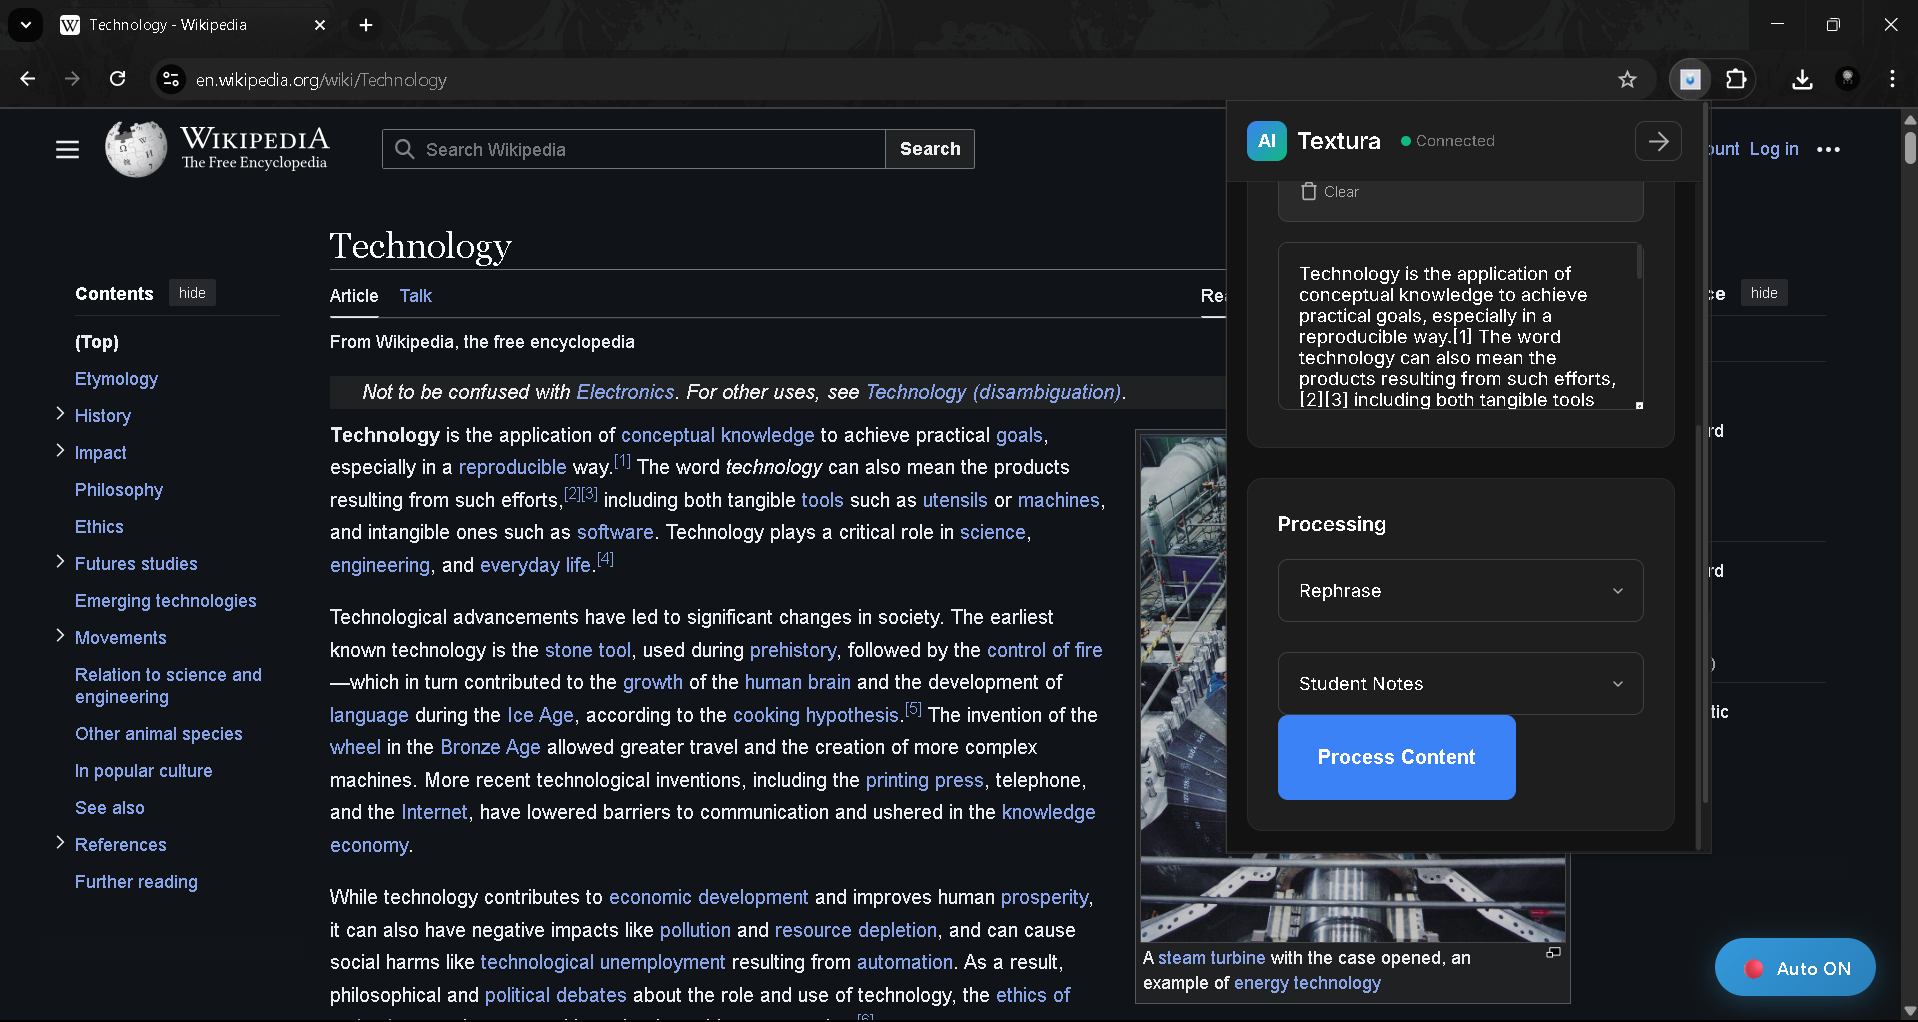 Technology - Wikipedia
en.wikipedia.org/wiki/Technology
WIKIPEDIA
The Free Encyclopedia
Search Wikipedia
Search
Log in
Contents
hide
(Top)
Etymology
History
Impact
Philosophy
Ethics
Futures studies
Emerging technologies
Movements
Relation to science and
engineering
Other animal species
In popular culture
See also
References
Further reading
Technology
Article
Talk
From Wikipedia, the free encyclopedia
Not to be confused with Electronics. For other uses, see Technology (disambiguation).
Technology is the application of conceptual knowledge to achieve practical goals,
especially in a reproducible way.[1] The word technology can also mean the products
resulting from such efforts,[2][3] including both tangible tools such as utensils or machines,
and intangible ones such as software. Technology plays a critical role in science,
engineering, and everyday life.[4]
Technological advancements have led to significant changes in society. The earliest
known technology is the stone tool, used during prehistory, followed by the control of fire
—which in turn contributed to the growth of the human brain and the development of
language during the Ice Age, according to the cooking hypothesis.[5] The invention of the
wheel in the Bronze Age allowed greater travel and the creation of more complex
machines. More recent technological inventions, including the printing press, telephone,
and the Internet, have lowered barriers to communication and ushered in the knowledge
economy.
While technology contributes to economic development and improves human prosperity,
it can also have negative impacts like pollution and resource depletion, and can cause
social harms like technological unemployment resulting from automation. As a result,
philosophical and political debates about the role and use of technology, the ethics of
A steam turbine with the case opened, an
example of energy technology
AI Textura Connected
Clear
Technology is the application of
conceptual knowledge to achieve
practical goals, especially in a
reproducible way.[1] The word
technology can also mean the
products resulting from such efforts,
[2][3] including both tangible tools
Processing
Rephrase
Student Notes
Process Content
hide
Auto ON